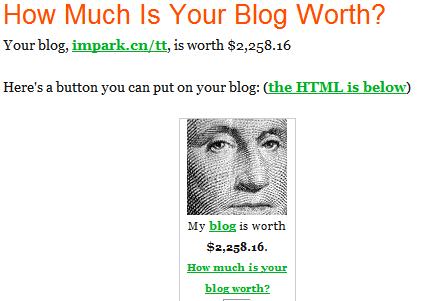 How Much Is Your Blog Worth?
Your blog, impark.cn/tt, is worth $2,258.16
Here's a button you can put on your blog: (the HTML is below)
My blog is worth
$2,258.16.
How much is your
blog worth?